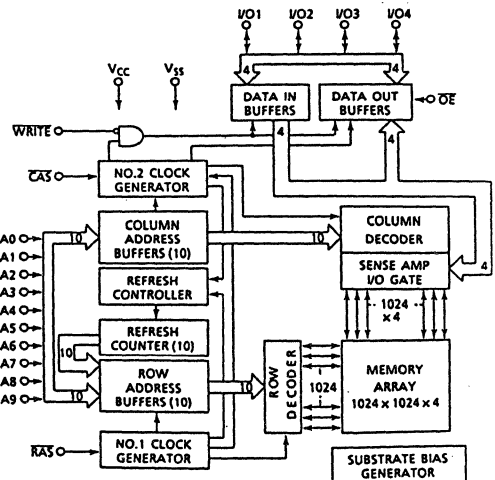 I/O1 I/O2 I/O3 I/O4
VCC VSS
4 4
DATA IN BUFFERS
DATA OUT BUFFERS
OE
WRITE
4 4
CAS
NO.2 CLOCK GENERATOR
A0
A1
A2
A3
A4
A5
A6
A7
A8
A9
10
COLUMN ADDRESS BUFFERS (10)
10
COLUMN DECODER
SENSE AMP I/O GATE
4
REFRESH CONTROLLER
1024 × 4
REFRESH COUNTER (10)
10
10
ROW ADDRESS BUFFERS (10)
10
ROW DECODER
1024
MEMORY ARRAY 1024×1024×4
RAS
NO.1 CLOCK GENERATOR
SUBSTRATE BIAS GENERATOR